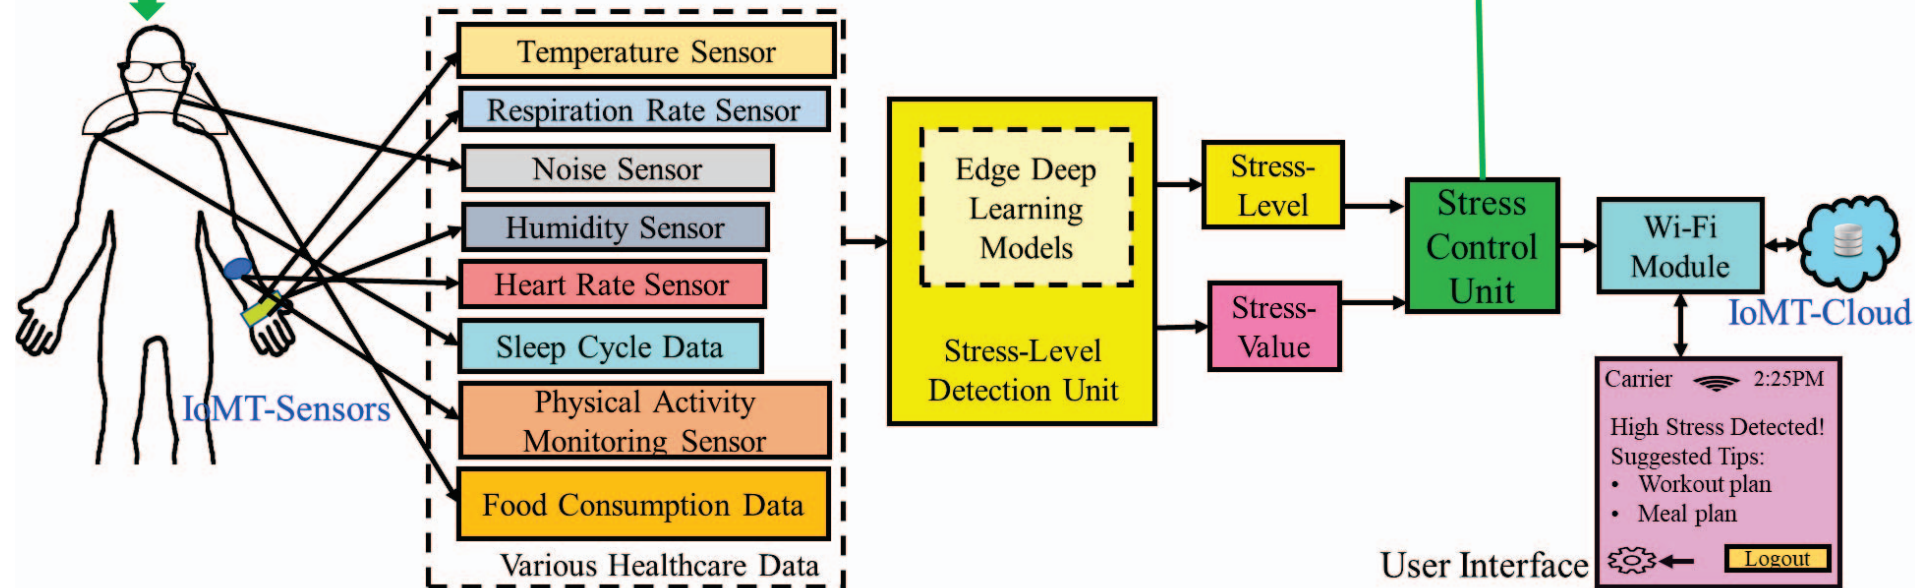 Temperature Sensor
Respiration Rate Sensor
Noise Sensor
Humidity Sensor
Heart Rate Sensor
Sleep Cycle Data
Physical Activity
Monitoring Sensor
Food Consumption Data
Various Healthcare Data
IoMT-Sensors
Edge Deep
Learning
Models
Stress-Level
Detection Unit
Stress-
Level
Stress-
Value
Stress
Control
Unit
Wi-Fi
Module
IoMT-Cloud
Carrier 2:25PM
High Stress Detected!
Suggested Tips:
• Workout plan
• Meal plan
Logout
User Interface